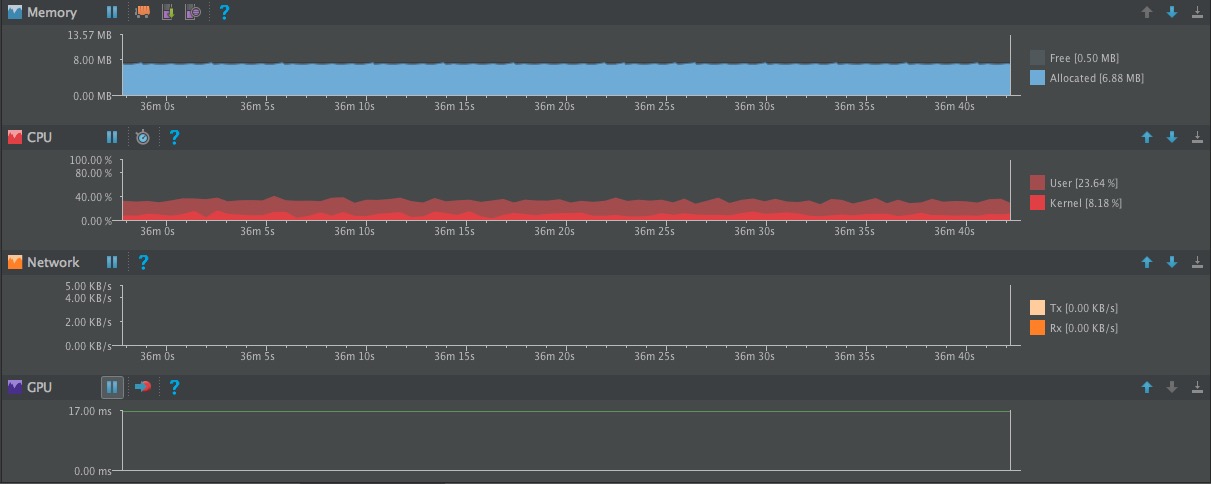 Memory ?
13.57 MB
8.00 MB
0.00 MB
Free [0.50 MB]
Allocated [6.88 MB]
36m 0s 36m 5s 36m 10s 36m 15s 36m 20s 36m 25s 36m 30s 36m 35s 36m 40s
CPU ?
100.00 %
80.00 %
40.00 %
0.00 %
User [23.64 %]
Kernel [8.18 %]
36m 0s 36m 5s 36m 10s 36m 15s 36m 20s 36m 25s 36m 30s 36m 35s 36m 40s
Network ?
5.00 KB/s
4.00 KB/s
2.00 KB/s
0.00 KB/s
Tx [0.00 KB/s]
Rx [0.00 KB/s]
36m 0s 36m 5s 36m 10s 36m 15s 36m 20s 36m 25s 36m 30s 36m 35s 36m 40s
GPU ?
17.00 ms
0.00 ms